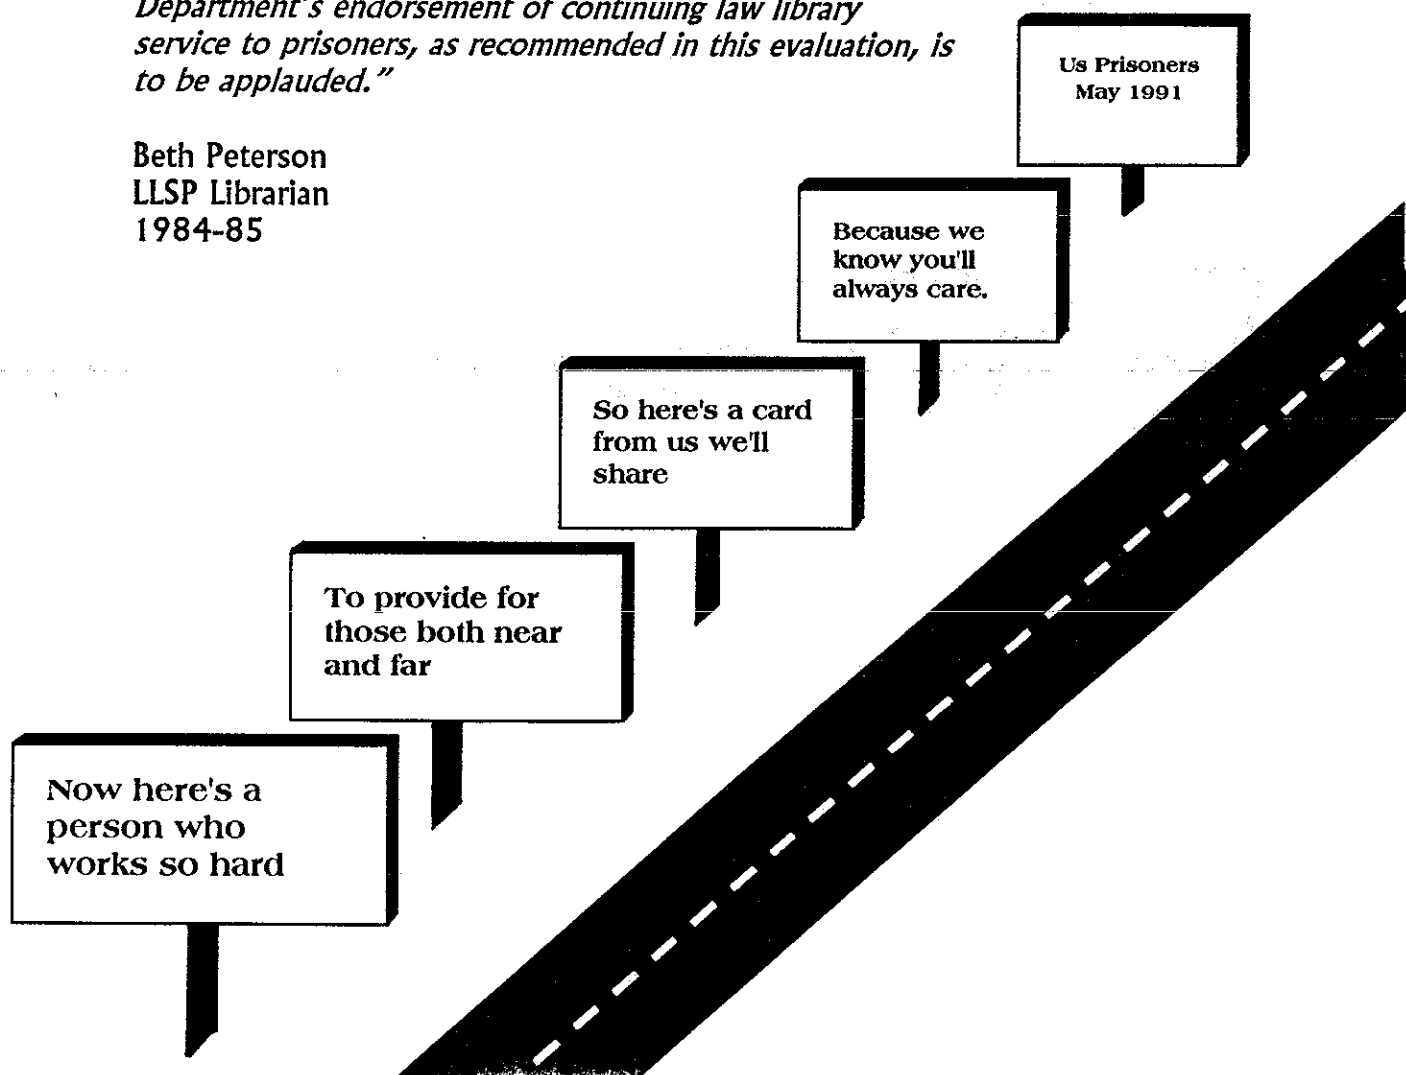 Department's endorsement of continuing law library
service to prisoners, as recommended in this evaluation, is
to be applauded."
Beth Peterson
LLSP Librarian
1984-85
Now here's a
person who
works so hard
To provide for
those both near
and far
So here's a card
from us we'll
share
Because we
know you'll
always care.
Us Prisoners
May 1991